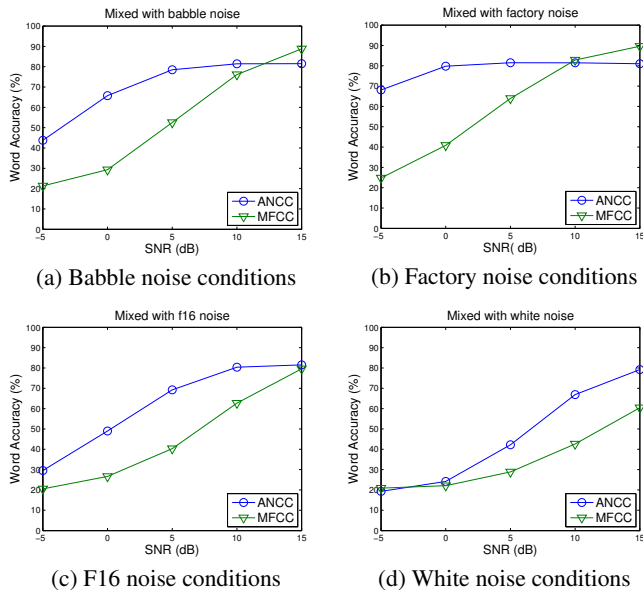 Mixed with babble noise
100
90
80
70
60
50
40
30
20
10
0
Word Accuracy (%)
ANCC
MFCC
−5 0 5 10 15
SNR (dB)
(a) Babble noise conditions
Mixed with factory noise
100
90
80
70
60
50
40
30
20
10
0
Word Accuracy (%)
ANCC
MFCC
−5 0 5 10 15
SNR( dB)
(b) Factory noise conditions
Mixed with f16 noise
100
90
80
70
60
50
40
30
20
10
0
Word Accuracy (%)
ANCC
MFCC
−5 0 5 10 15
SNR (dB)
(c) F16 noise conditions
Mixed with white noise
100
90
80
70
60
50
40
30
20
10
0
Word Accuracy (%)
ANCC
MFCC
−5 0 5 10 15
SNR (dB)
(d) White noise conditions